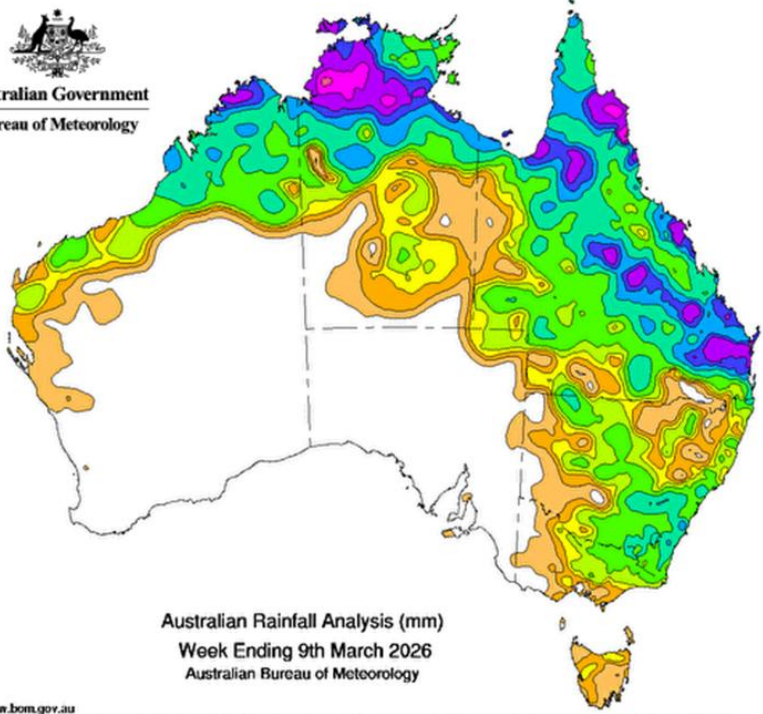 tralian Government
reau of Meteorology
Australian Rainfall Analysis (mm)
Week Ending 9th March 2026
Australian Bureau of Meteorology
w.bom.gov.au